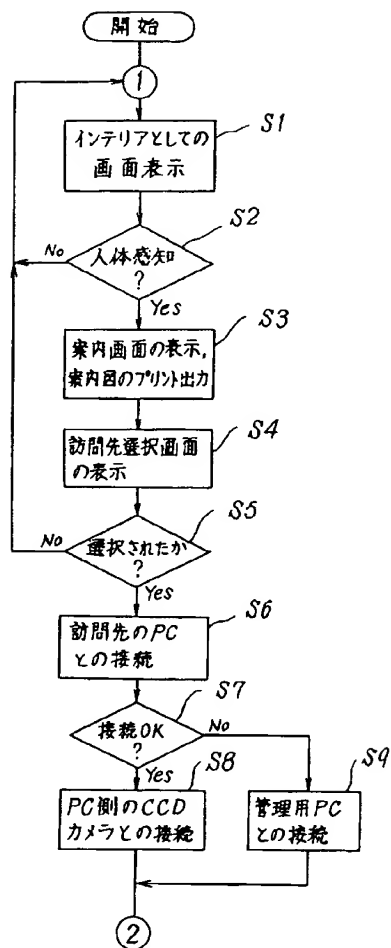 開始
1
インテリアとしての
画面表示
S1
人体感知
?
S2
No
Yes
案内画面の表示,
案内図のプリント出力
S3
訪問先選択画面
の表示
S4
選択されたか
?
S5
No
Yes
訪問先のPC
との接続
S6
接続OK
?
S7
No
Yes
PC側のCCD
カメラとの接続
S8
管理用PC
との接続
S9
2